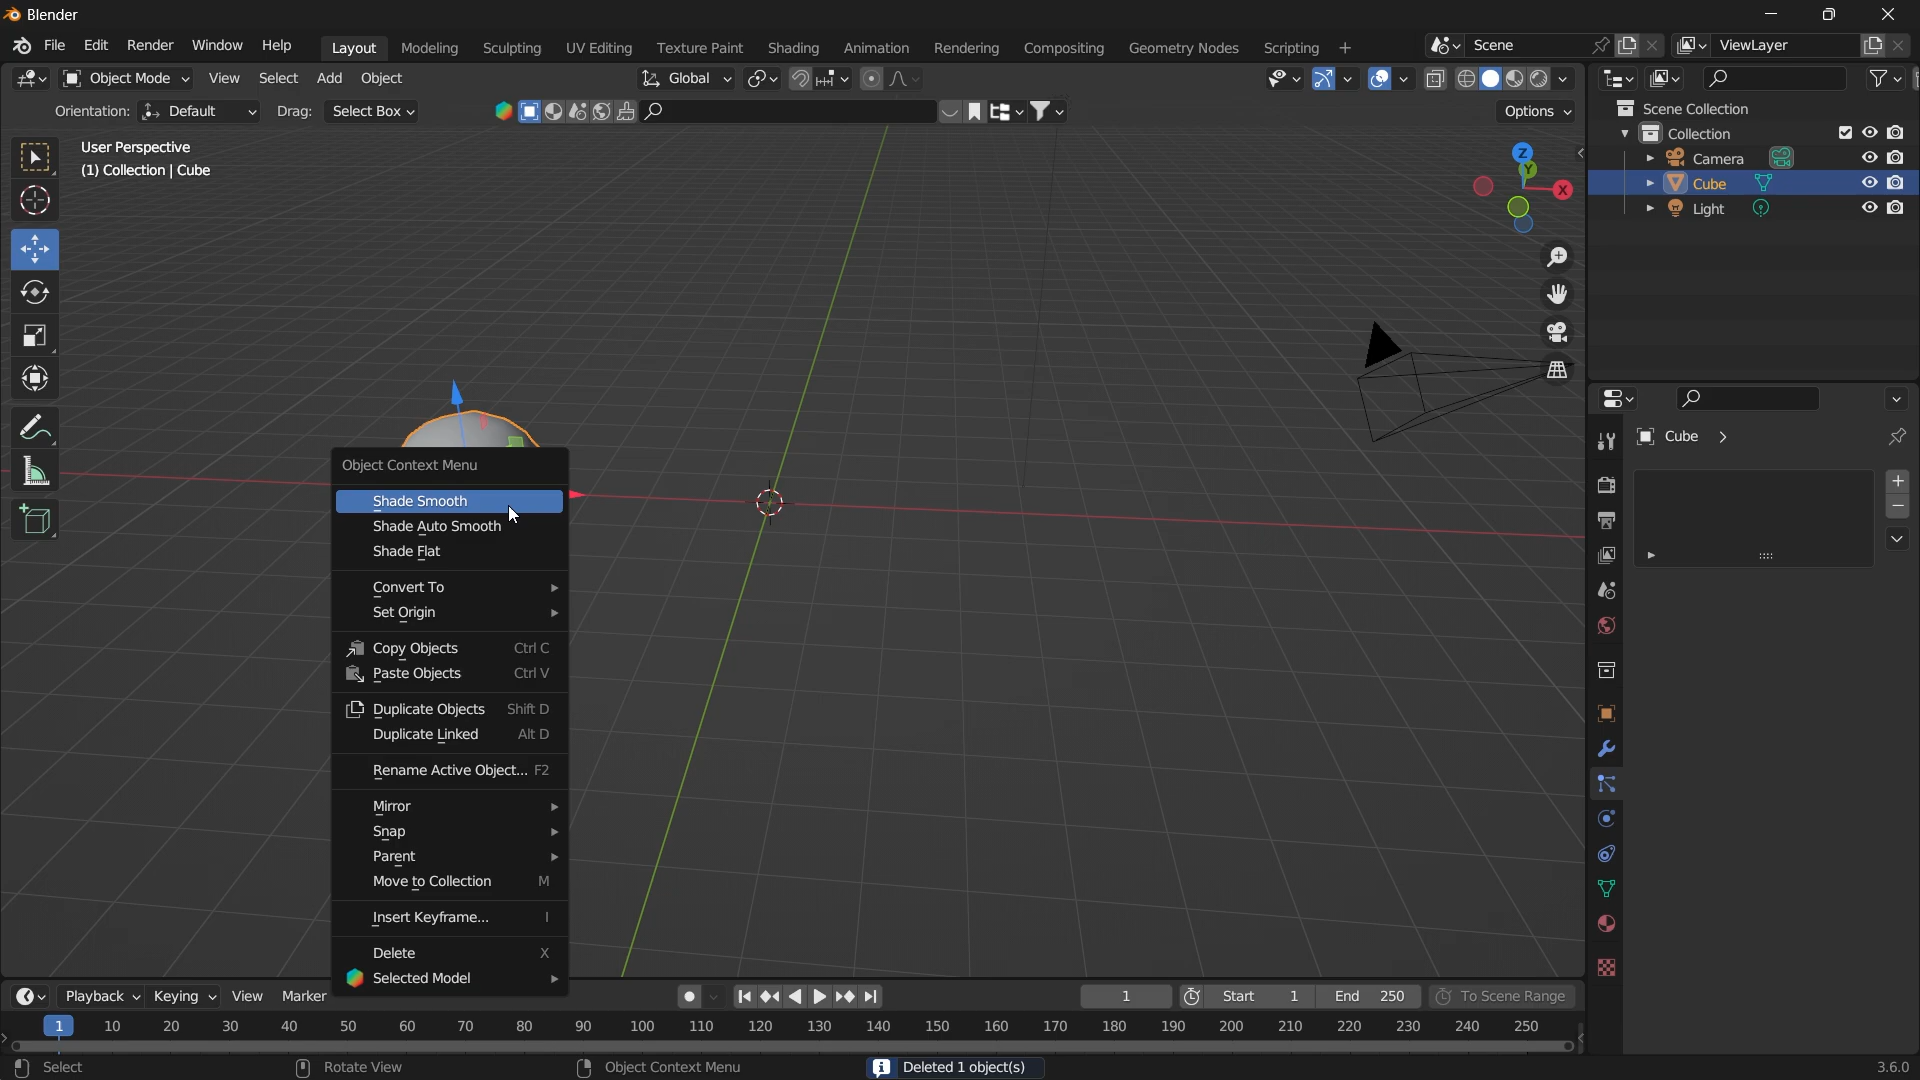 Blender
File Edit Render Window Help Layout Modeling Sculpting UV Editing Texture Paint Shading Animation Rendering Compositing Geometry Nodes Scripting + Scene ViewLayer
Object Mode View Select Add Object Global
Orientation: Default Drag: Select Box Options
User Perspective
(1) Collection | Cube
Z
Y
X
Scene Collection
Collection
Camera
Cube
Light
Cube
Object Context Menu
Shade Smooth
Shade Auto Smooth
Shade Flat
Convert To
Set Origin
Copy Objects Ctrl C
Paste Objects Ctrl V
Duplicate Objects Shift D
Duplicate Linked Alt D
Rename Active Object... F2
Mirror
Snap
Parent
Move to Collection M
Insert Keyframe... I
Delete X
Selected Model
Playback Keying View Marker 1 Start 1 End 250 To Scene Range
1 10 20 30 40 50 60 70 80 90 100 110 120 130 140 150 160 170 180 190 200 210 220 230 240 250
Select Rotate View Object Context Menu Deleted 1 object(s) 3.6.0